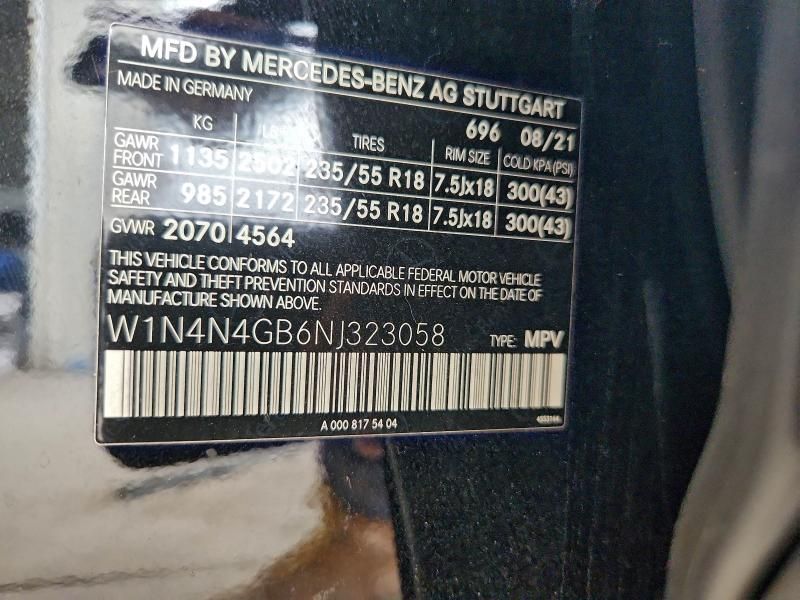 MFD BY MERCEDES-BENZ AG STUTTGART
MADE IN GERMANY
696 08/21
KG LB TIRES RIM SIZE COLD KPA(PSI)
GAWR FRONT 1135 2502 235/55 R18 7.5Jx18 300(43)
GAWR REAR 985 2172 235/55 R18 7.5Jx18 300(43)
GVWR 2070 4564
THIS VEHICLE CONFORMS TO ALL APPLICABLE FEDERAL MOTOR VEHICLE
SAFETY AND THEFT PREVENTION STANDARDS IN EFFECT ON THE DATE OF
MANUFACTURE SHOWN ABOVE.
W1N4N4GB6NJ323058 TYPE: MPV
A 000 817 54 04